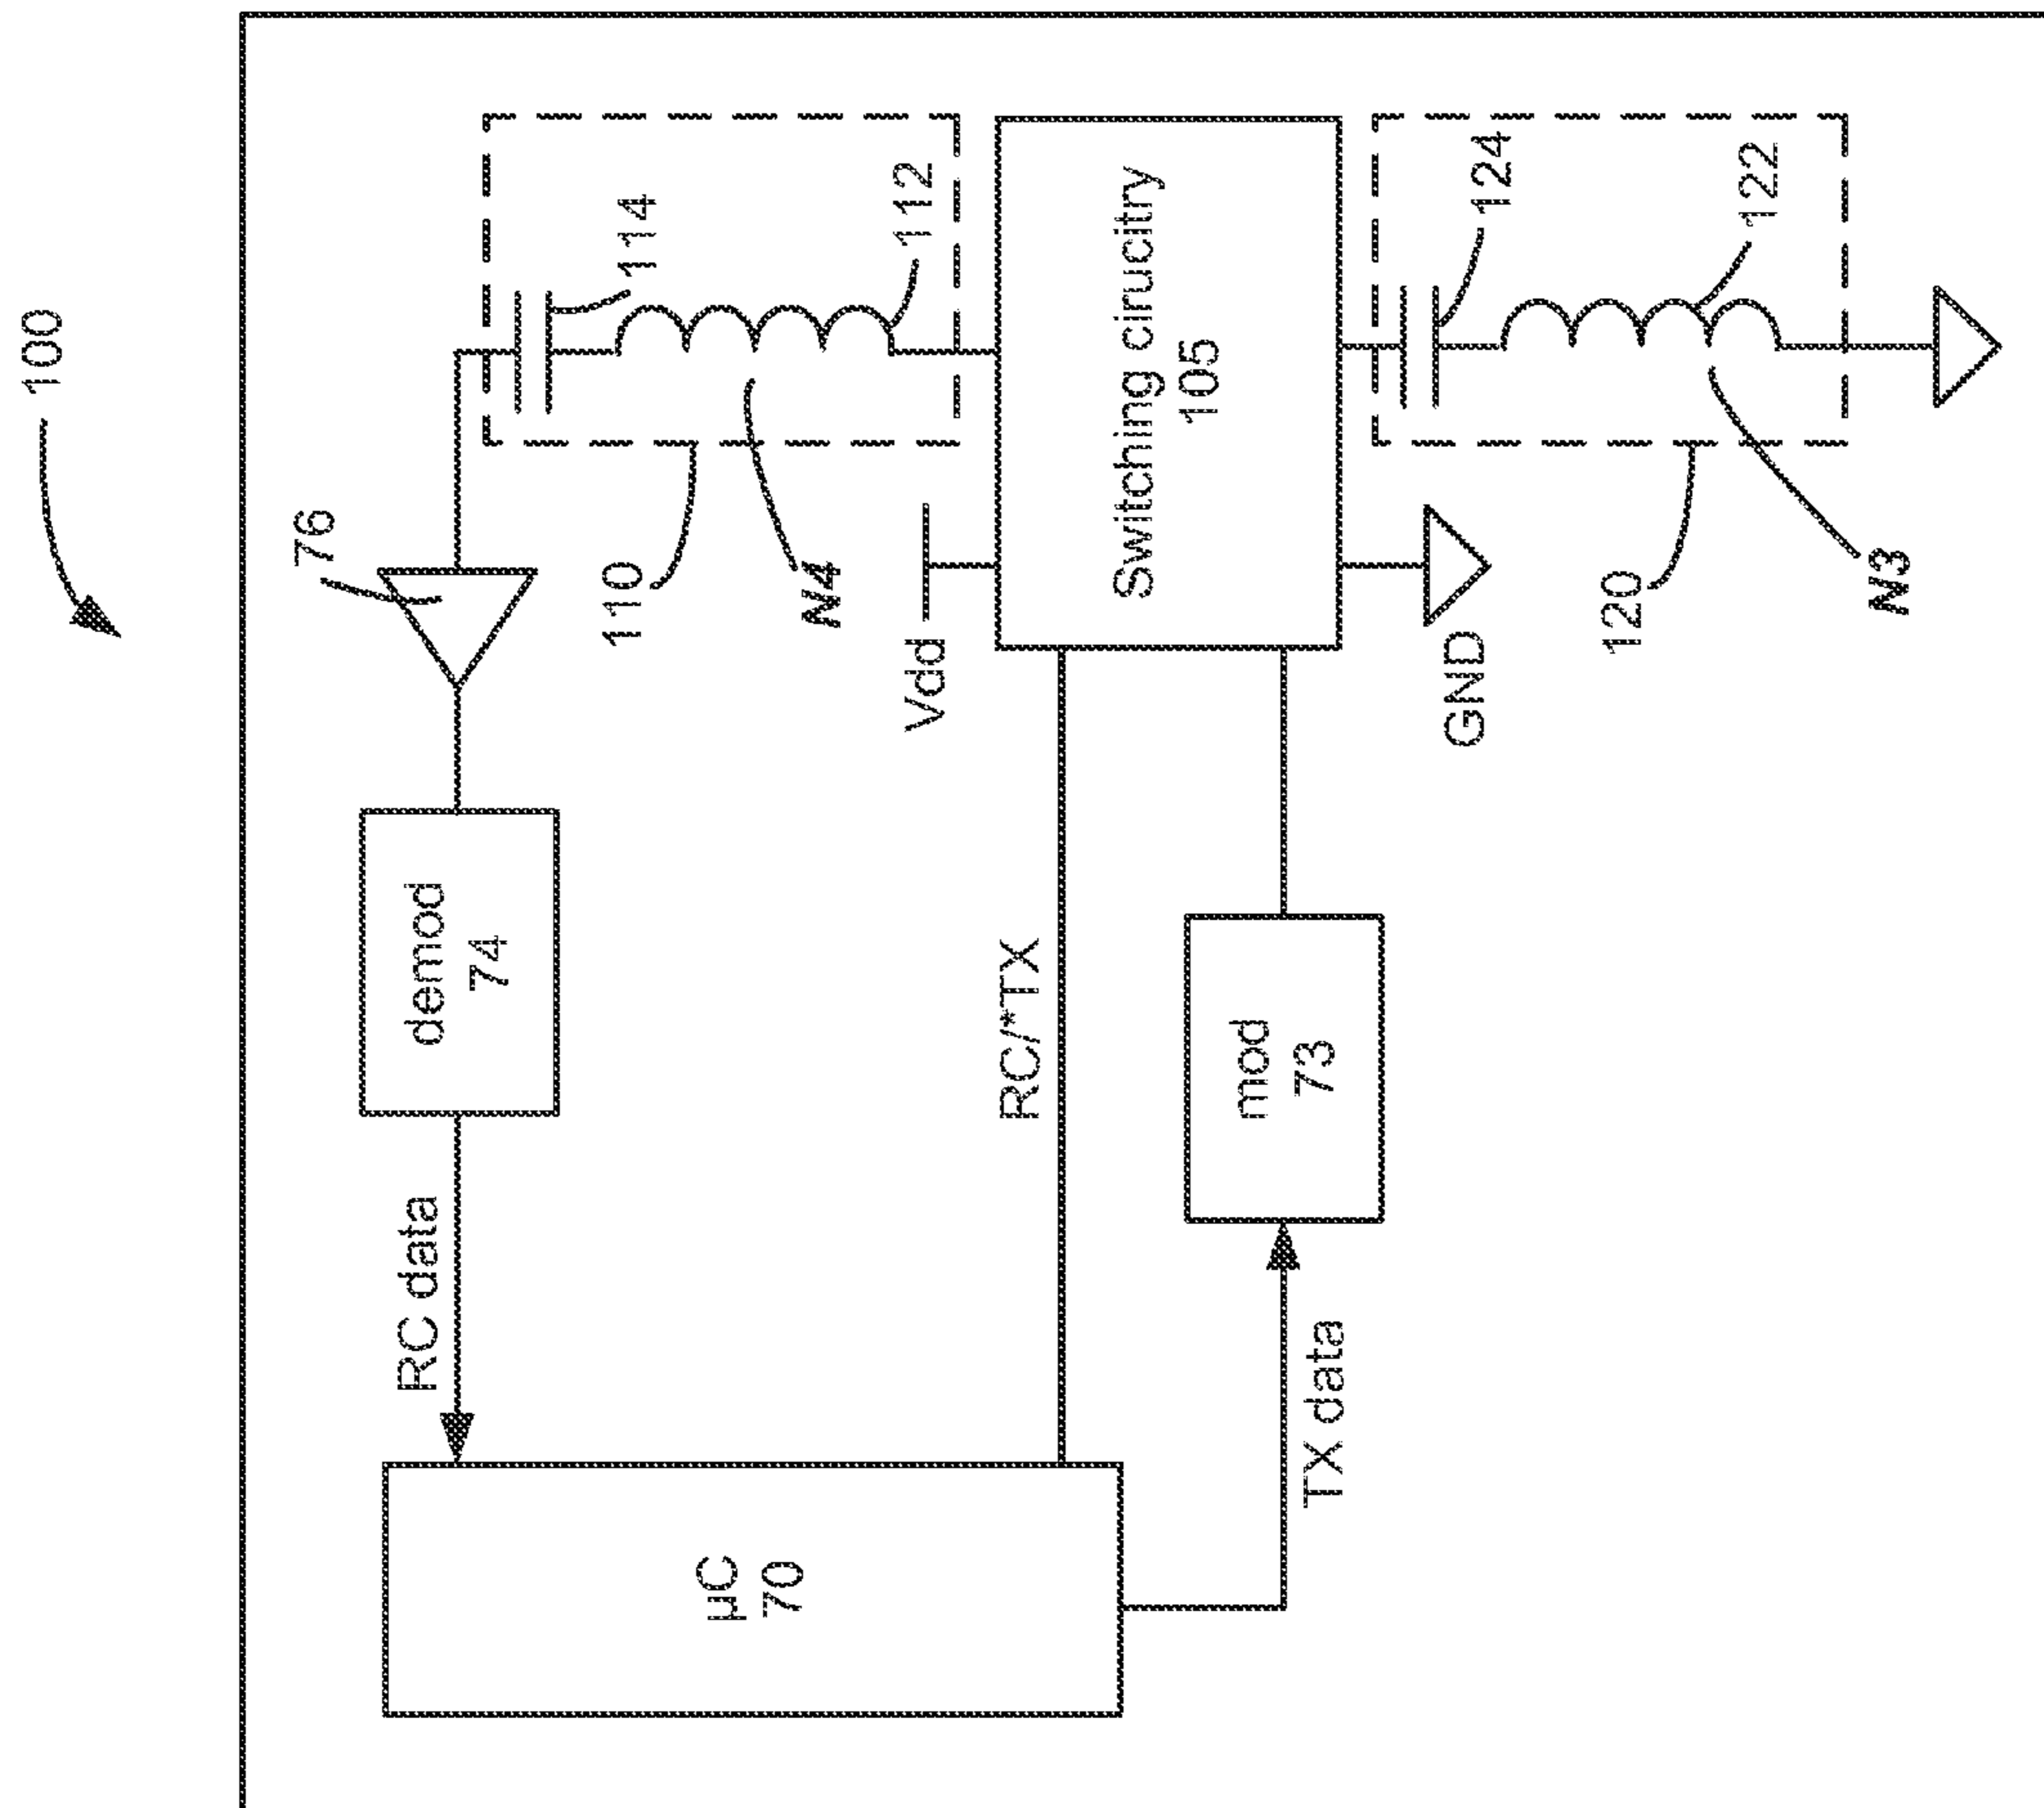 100
76
114
112
110
N4
demod
74
RC data
Vdd
Switching cirucitry
105
RC/*TX
µC
70
mod
73
TX data
GND
124
122
120
N3